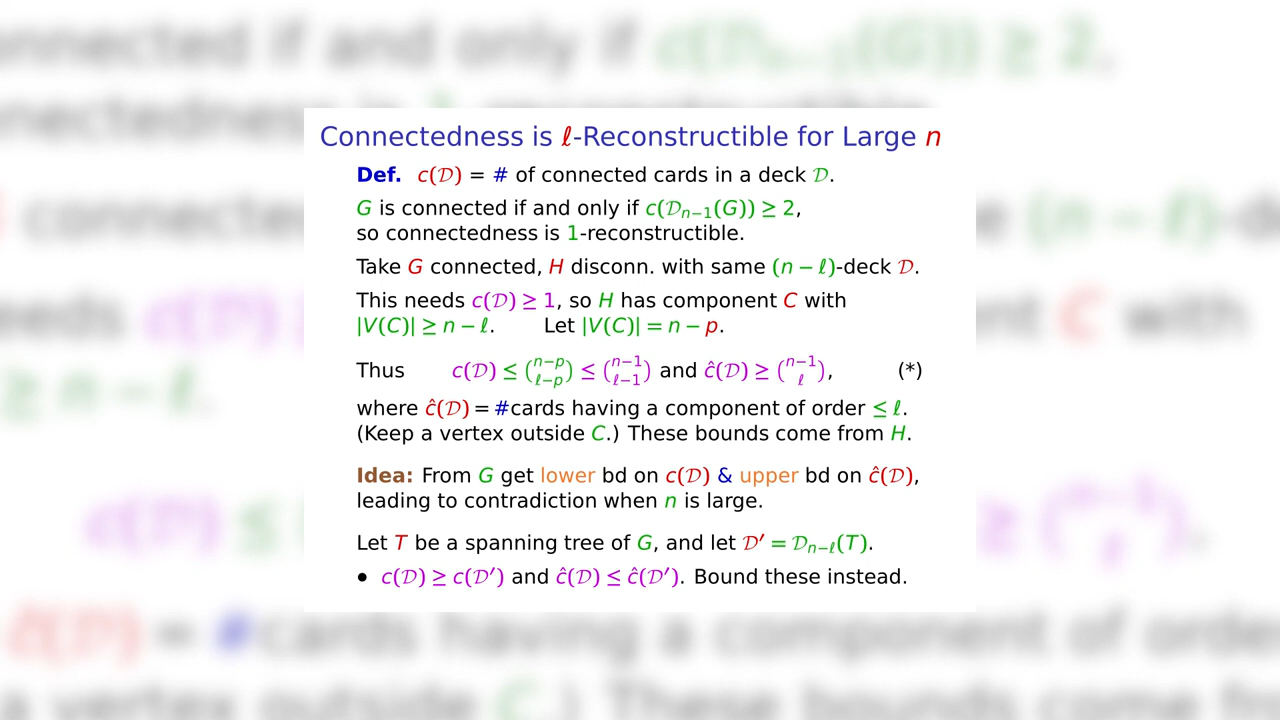 Connectedness is ℓ-Reconstructible for Large n
Def. c(𝒟) = # of connected cards in a deck 𝒟.
G is connected if and only if c(𝒟ₙ₋₁(G)) ≥ 2,
so connectedness is 1-reconstructible.
Take G connected, H disconn. with same (n − ℓ)-deck 𝒟.
This needs c(𝒟) ≥ 1, so H has component C with
|V(C)| ≥ n − ℓ. Let |V(C)| = n − p.
Thus c(𝒟) ≤ \binom{n−p}{ℓ−p} ≤ \binom{n−1}{ℓ−1} and ĉ(𝒟) ≥ \binom{n−1}{ℓ}, (*)
where ĉ(𝒟) = #cards having a component of order ≤ ℓ.
(Keep a vertex outside C.) These bounds come from H.
Idea: From G get lower bd on c(𝒟) & upper bd on ĉ(𝒟),
leading to contradiction when n is large.
Let T be a spanning tree of G, and let 𝒟′ = 𝒟_{n−ℓ}(T).
• c(𝒟) ≥ c(𝒟′) and ĉ(𝒟) ≤ ĉ(𝒟′). Bound these instead.